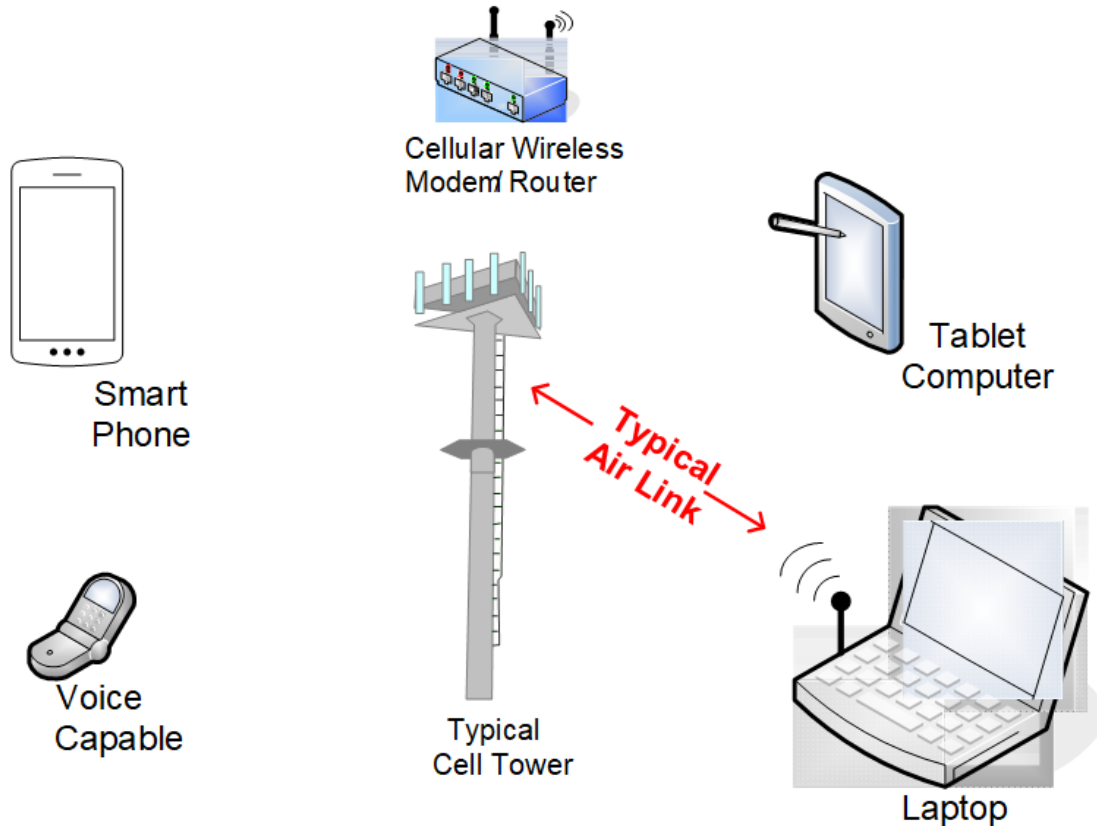 Cellular Wireless
Modem/ Router
Smart
Phone
Tablet
Computer
Typical
Air Link
Voice
Capable
Typical
Cell Tower
Laptop